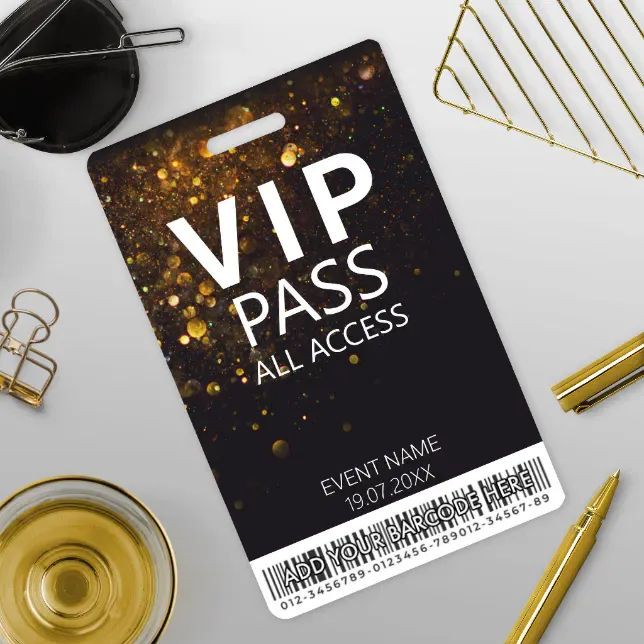 VIP
PASS
ALL ACCESS
EVENT NAME
19.07.20XX
ADD YOUR BARCODE HERE
012-3456789-0123456-789012-34567-89